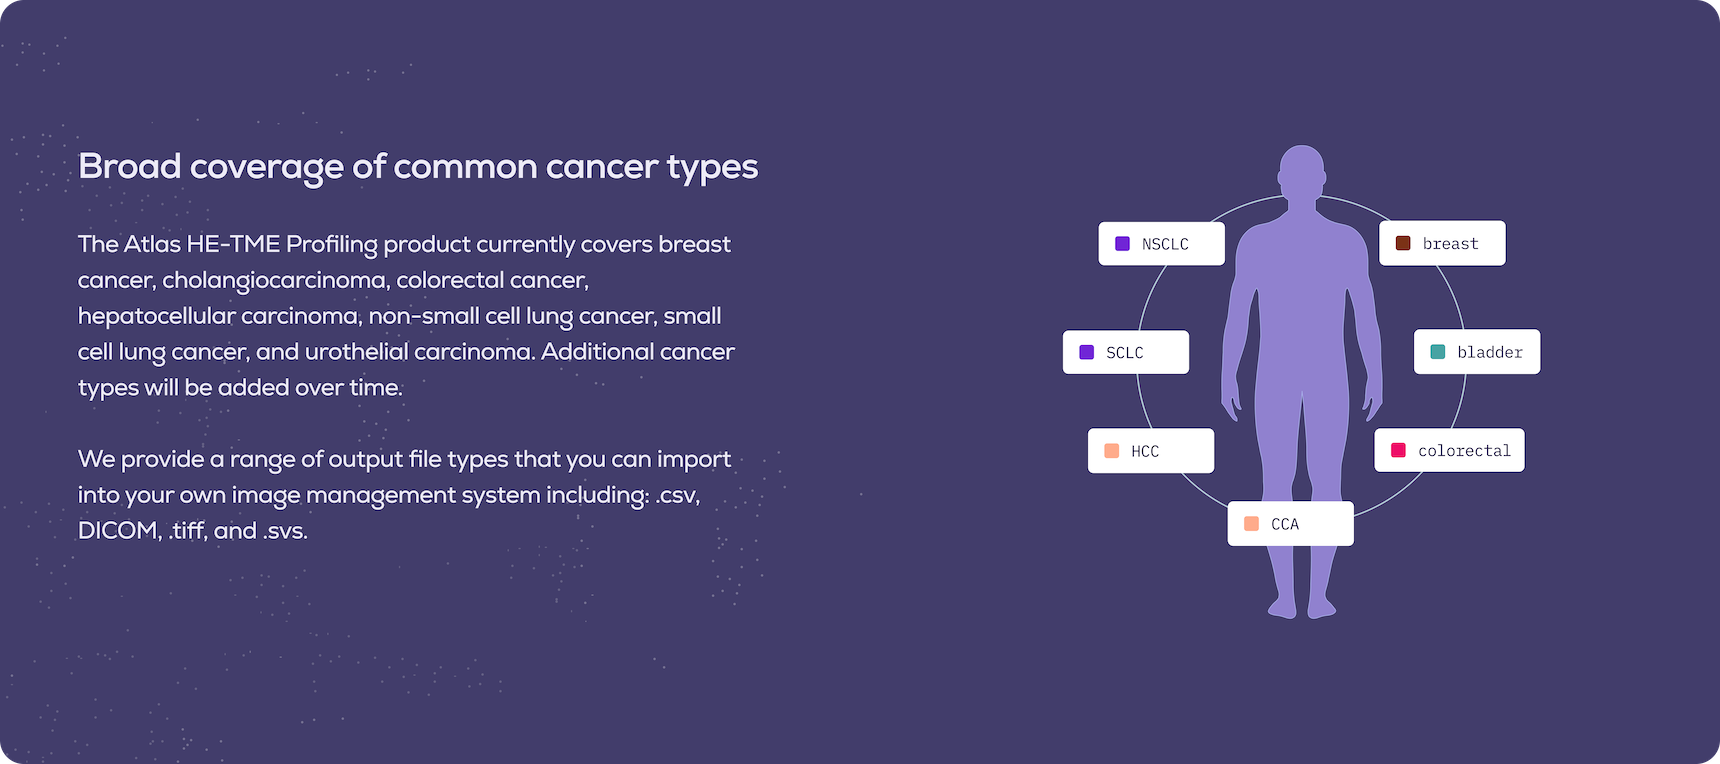 Broad coverage of common cancer types
The Atlas HE-TME Profiling product currently covers breast
cancer, cholangiocarcinoma, colorectal cancer,
hepatocellular carcinoma, non-small cell lung cancer, small
cell lung cancer, and urothelial carcinoma. Additional cancer
types will be added over time.
We provide a range of output file types that you can import
into your own image management system including: .csv,
DICOM, .tiff, and .svs.
NSCLC
breast
SCLC
bladder
HCC
colorectal
CCA